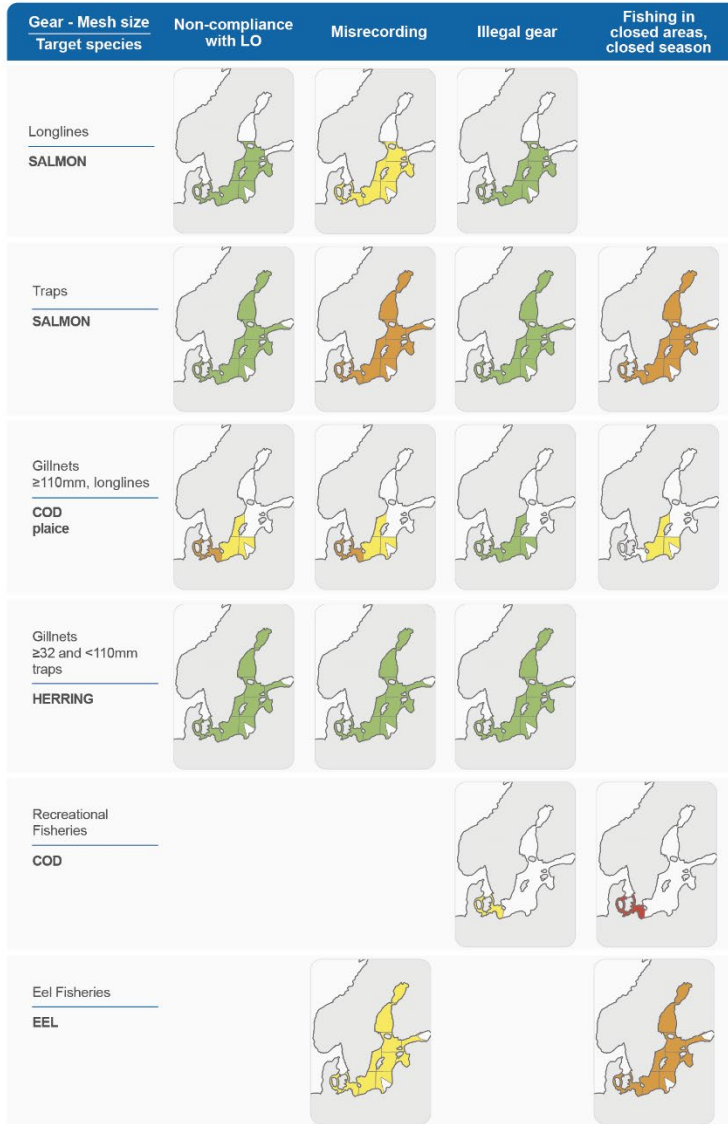 Gear - Mesh size
Target species
Non-compliance
with LO
Misrecording
Illegal gear
Fishing in
closed areas,
closed season
Longlines
SALMON
Traps
SALMON
Gillnets
≥110mm, longlines
COD
plaice
Gillnets
≥32 and <110mm
traps
HERRING
Recreational
Fisheries
COD
Eel Fisheries
EEL